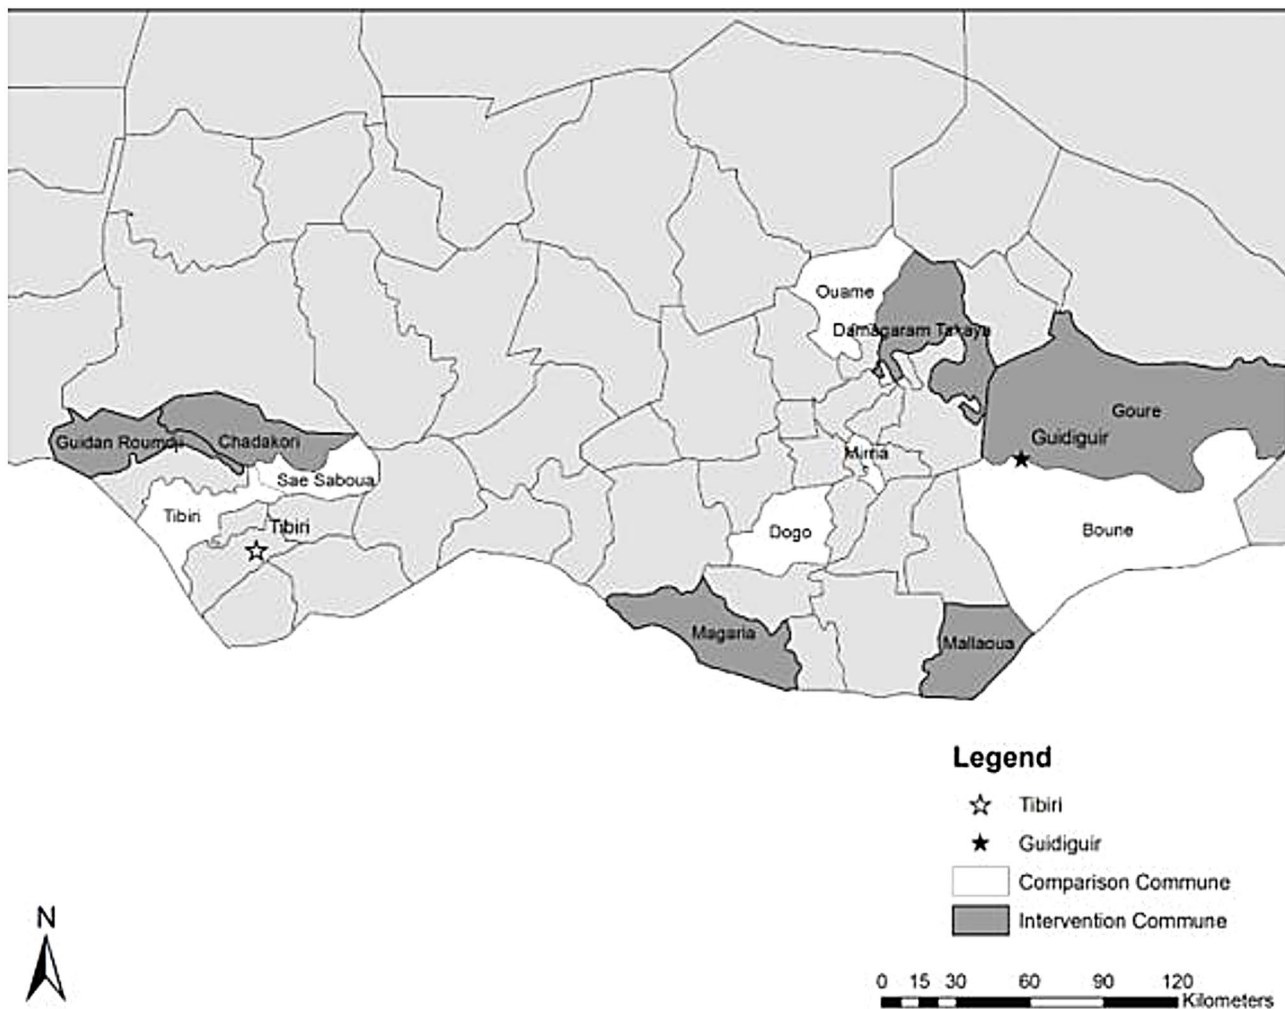 Ouame
Damagaram Takaya
Goure
Guidan Roumdji
Chadakori
Guidiguir
Mirria
Sae Saboua
Tibiri
Tibiri
Dogo
Boune
Magaria
Mallaoua
Legend
Tibiri
Guidiguir
Comparison Commune
Intervention Commune
N
0 15 30 60 90 120
Kilometers